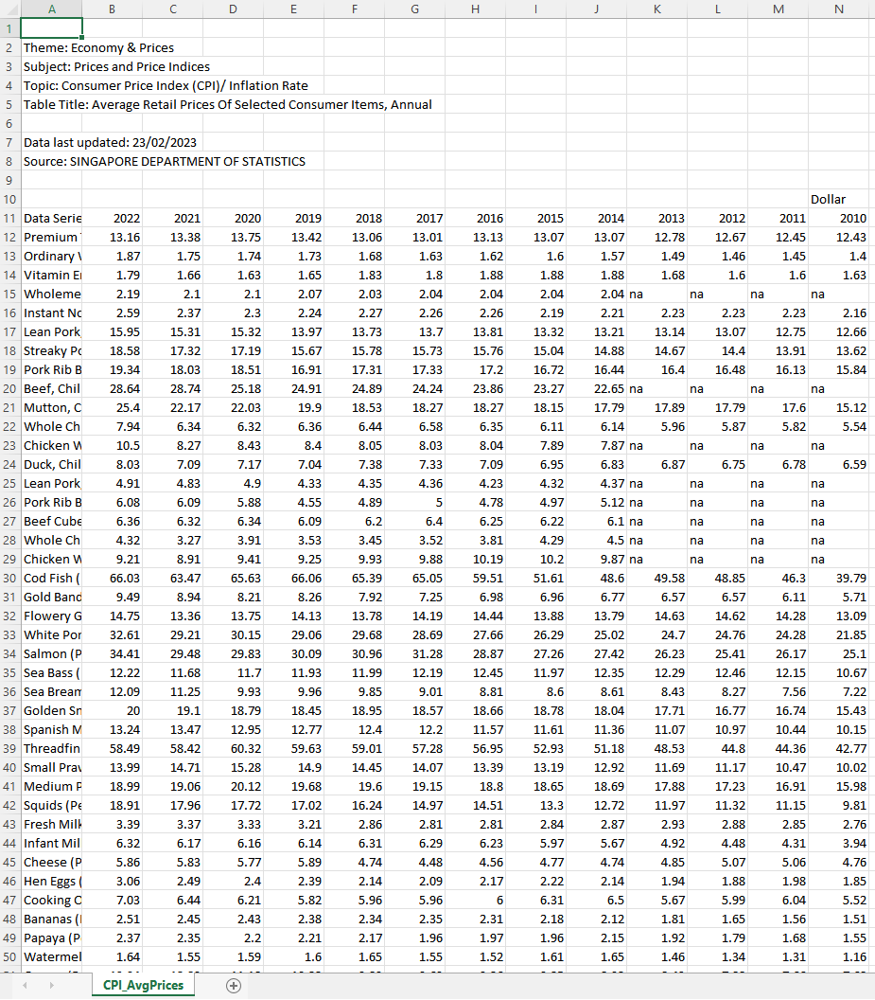 A B C D E F G H I J K L M N
1
2 Theme: Economy & Prices
3 Subject: Prices and Price Indices
4 Topic: Consumer Price Index (CPI)/ Inflation Rate
5 Table Title: Average Retail Prices Of Selected Consumer Items, Annual
6
7 Data last updated: 23/02/2023
8 Source: SINGAPORE DEPARTMENT OF STATISTICS
9
10 Dollar
11 Data Serie 2022 2021 2020 2019 2018 2017 2016 2015 2014 2013 2012 2011 2010
12 Premium 13.16 13.38 13.75 13.42 13.06 13.01 13.13 13.07 13.07 12.78 12.67 12.45 12.43
13 Ordinary 1.87 1.75 1.74 1.73 1.68 1.63 1.62 1.6 1.57 1.49 1.46 1.45 1.4
14 Vitamin 1.79 1.66 1.63 1.65 1.83 1.8 1.88 1.88 1.88 1.68 1.6 1.6 1.63
15 Wholeme 2.19 2.1 2.1 2.07 2.03 2.04 2.04 2.04 2.04 na na na na
16 Instant 2.59 2.37 2.3 2.24 2.27 2.26 2.26 2.19 2.21 2.23 2.23 2.23 2.16
17 Lean Pork, 15.95 15.31 15.32 13.97 13.73 13.7 13.81 13.32 13.21 13.14 13.07 12.75 12.66
18 Streaky 18.58 17.32 17.19 15.67 15.78 15.73 15.76 15.04 14.88 14.67 14.4 13.91 13.62
19 Pork Rib B 19.34 18.03 18.51 16.91 17.31 17.33 17.2 16.72 16.44 16.4 16.48 16.13 15.84
20 Beef, Chil 28.64 28.74 25.18 24.91 24.89 24.24 23.86 23.27 22.65 na na na na
21 Mutton, C 25.4 22.17 22.03 19.9 18.53 18.27 18.27 18.15 17.79 17.89 17.79 17.6 15.12
22 Whole Ch 7.94 6.34 6.32 6.36 6.44 6.58 6.35 6.11 6.14 5.96 5.87 5.82 5.54
23 Chicken W 10.5 8.27 8.43 8.4 8.05 8.03 8.04 7.89 7.87 na na na na
24 Duck, Chil 8.03 7.09 7.17 7.04 7.38 7.33 7.09 6.95 6.83 6.87 6.75 6.78 6.59
25 Lean Pork, 4.91 4.83 4.9 4.33 4.35 4.36 4.23 4.32 4.37 na na na na
26 Pork Rib B 6.08 6.09 5.88 4.55 4.89 5 4.78 4.97 5.12 na na na na
27 Beef Cube 6.36 6.32 6.34 6.09 6.2 6.4 6.25 6.22 6.1 na na na na
28 Whole Ch 4.32 3.27 3.91 3.53 3.45 3.52 3.81 4.29 4.5 na na na na
29 Chicken W 9.21 8.91 9.41 9.25 9.93 9.88 10.19 10.2 9.87 na na na na
30 Cod Fish ( 66.03 63.47 65.63 66.06 65.39 65.05 59.51 51.61 48.6 49.58 48.85 46.3 39.79
31 Gold Band 9.49 8.94 8.21 8.26 7.92 7.25 6.98 6.96 6.77 6.57 6.57 6.11 5.71
32 Flowery G 14.75 13.36 13.75 14.13 13.78 14.19 14.44 13.88 13.79 14.63 14.62 14.28 13.09
33 White Por 32.61 29.21 30.15 29.06 29.68 28.69 27.66 26.29 25.02 24.7 24.76 24.28 21.85
34 Salmon (P 34.41 29.48 29.83 30.09 30.96 31.28 28.87 27.26 27.42 26.23 25.41 26.17 25.1
35 Sea Bass ( 12.22 11.68 11.7 11.93 11.99 12.19 12.45 11.97 12.35 12.29 12.46 12.15 10.67
36 Sea Bream 12.09 11.25 9.93 9.96 9.85 9.01 8.81 8.6 8.61 8.43 8.27 7.56 7.22
37 Golden Sn 20 19.1 18.79 18.45 18.95 18.57 18.66 18.78 18.04 17.71 16.77 16.74 15.43
38 Spanish M 13.24 13.47 12.95 12.77 12.4 12.2 11.57 11.61 11.36 11.07 10.97 10.44 10.15
39 Threadfin 58.49 58.42 60.32 59.63 59.01 57.28 56.95 52.93 51.18 48.53 44.8 44.36 42.77
40 Small Prav 13.99 14.71 15.28 14.9 14.45 14.07 13.39 13.19 12.92 11.69 11.17 10.47 10.02
41 Medium P 18.99 19.06 20.12 19.68 19.6 19.15 18.8 18.65 18.69 17.88 17.23 16.91 15.98
42 Squids (Pe 18.91 17.96 17.72 17.02 16.24 14.97 14.51 13.3 12.72 11.97 11.32 11.15 9.81
43 Fresh Milk 3.39 3.37 3.33 3.21 2.86 2.81 2.81 2.84 2.87 2.93 2.88 2.85 2.76
44 Infant Mil 6.32 6.17 6.16 6.14 6.31 6.29 6.23 5.97 5.67 4.92 4.48 4.31 3.94
45 Cheese (P 5.86 5.83 5.77 5.89 4.74 4.48 4.56 4.77 4.74 4.85 5.07 5.06 4.76
46 Hen Eggs ( 3.06 2.49 2.4 2.39 2.14 2.09 2.17 2.22 2.14 1.94 1.88 1.98 1.85
47 Cooking O 7.03 6.44 6.21 5.82 5.96 5.96 6 6.31 6.5 5.67 5.99 6.04 5.52
48 Bananas ( 2.51 2.45 2.43 2.38 2.34 2.35 2.31 2.18 2.12 1.81 1.65 1.56 1.51
49 Papaya (P 2.37 2.35 2.2 2.21 2.17 1.96 1.97 1.96 2.15 1.92 1.79 1.68 1.55
50 Watermel 1.64 1.55 1.59 1.6 1.65 1.55 1.52 1.61 1.65 1.46 1.34 1.31 1.16
CPI_AvgPrices